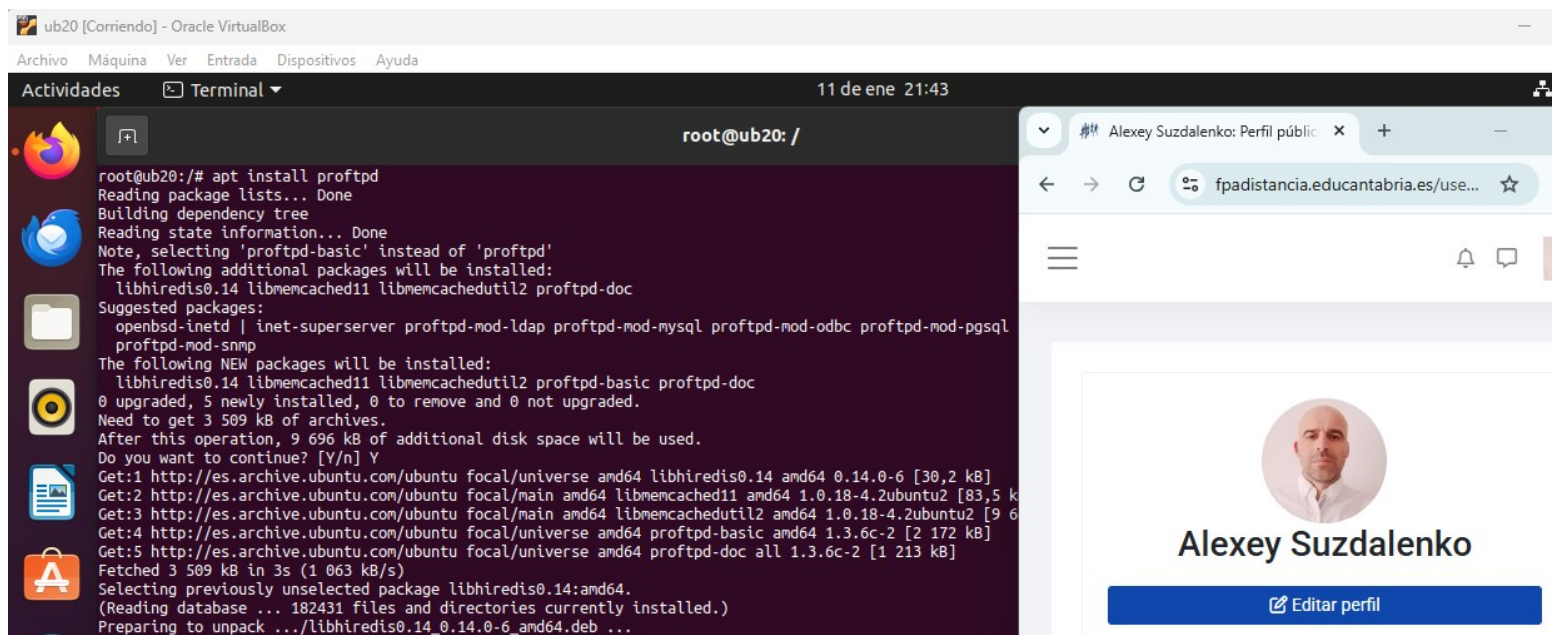 ub20 [Corriendo] - Oracle VirtualBox
Archivo Máquina Ver Entrada Dispositivos Ayuda
Actividades Terminal 11 de ene 21:43
root@ub20: /
root@ub20:/# apt install proftpd
Reading package lists... Done
Building dependency tree
Reading state information... Done
Note, selecting 'proftpd-basic' instead of 'proftpd'
The following additional packages will be installed:
libhiredis0.14 libmemcached11 libmemcachedutil2 proftpd-doc
Suggested packages:
openbsd-inetd | inet-superserver proftpd-mod-ldap proftpd-mod-mysql proftpd-mod-odbc proftpd-mod-pgsql
proftpd-mod-snmp
The following NEW packages will be installed:
libhiredis0.14 libmemcached11 libmemcachedutil2 proftpd-basic proftpd-doc
0 upgraded, 5 newly installed, 0 to remove and 0 not upgraded.
Need to get 3 509 kB of archives.
After this operation, 9 696 kB of additional disk space will be used.
Do you want to continue? [Y/n] Y
Get:1 http://es.archive.ubuntu.com/ubuntu focal/universe amd64 libhiredis0.14 amd64 0.14.0-6 [30,2 kB]
Get:2 http://es.archive.ubuntu.com/ubuntu focal/main amd64 libmemcached11 amd64 1.0.18-4.2ubuntu2 [83,5 k
Get:3 http://es.archive.ubuntu.com/ubuntu focal/main amd64 libmemcachedutil2 amd64 1.0.18-4.2ubuntu2 [9 6
Get:4 http://es.archive.ubuntu.com/ubuntu focal/universe amd64 proftpd-basic amd64 1.3.6c-2 [2 172 kB]
Get:5 http://es.archive.ubuntu.com/ubuntu focal/universe amd64 proftpd-doc all 1.3.6c-2 [1 213 kB]
Fetched 3 509 kB in 3s (1 063 kB/s)
Selecting previously unselected package libhiredis0.14:amd64.
(Reading database ... 182431 files and directories currently installed.)
Preparing to unpack .../libhiredis0.14_0.14.0-6_amd64.deb ...
Alexey Suzdalenko: Perfil públic
fpadistancia.educantabria.es/use...
Alexey Suzdalenko
Editar perfil